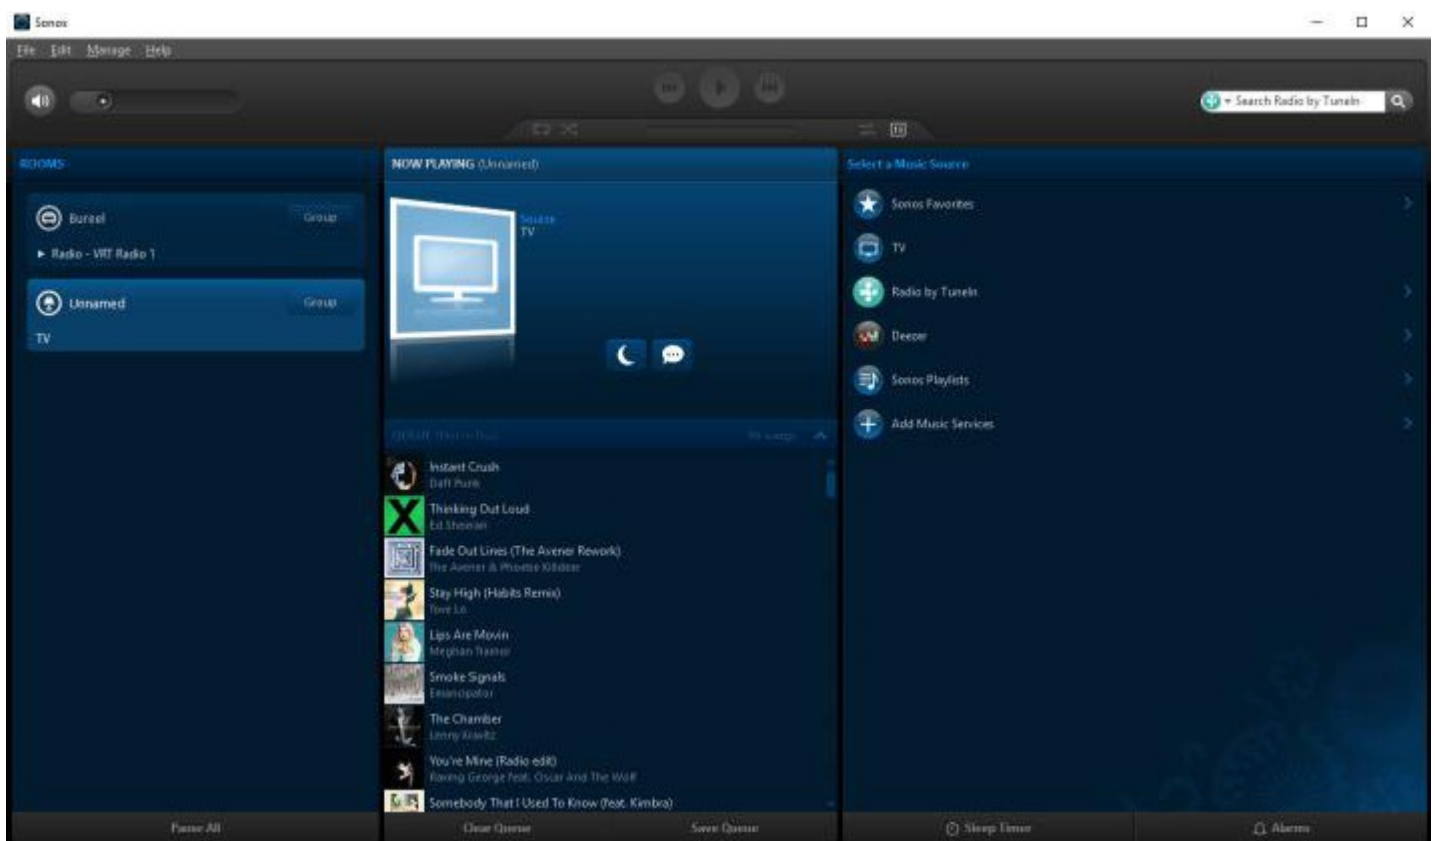 Sonos
File Edit Manage Help
Search Radio by TuneIn
ROOMS
Bureel Group
Radio - VRT Radio 1
Unnamed Group
TV
NOW PLAYING (Unnamed)
Source
TV
QUEUE
Instant Crush
Daft Punk
Thinking Out Loud
Ed Sheeran
Fade Out Lines (The Avener Rework)
The Avener & Phoebe Killdeer
Stay High (Habits Remix)
Tove Lo
Lips Are Movin
Meghan Trainor
Smoke Signals
Emancipator
The Chamber
Lenny Kravitz
You're Mine (Radio edit)
Raving George feat. Oscar And The Wolf
Somebody That I Used To Know (feat. Kimbra)
Select a Music Source
Sonos Favorites
TV
Radio by TuneIn
Deezer
Sonos Playlists
Add Music Services
Pause All
Clear Queue Save Queue
Sleep Timer Alarms